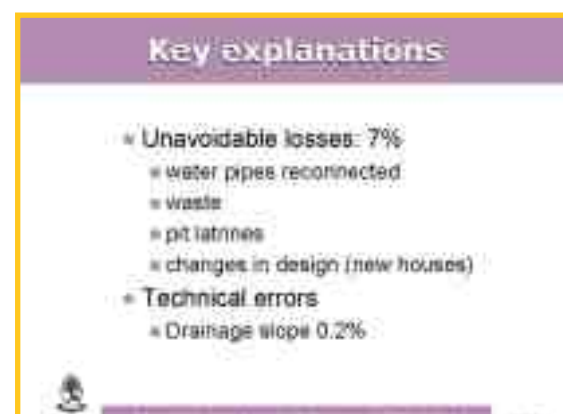 Key explanations
Unavoidable losses: 7%
water pipes reconnected
waste
pit latrines
changes in design (new houses)
Technical errors
Drainage slope 0.2%